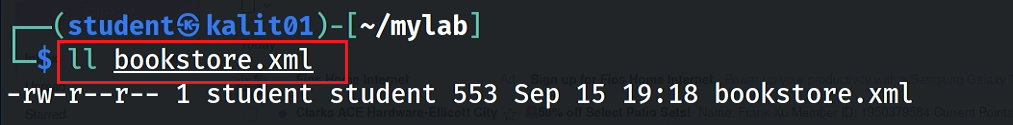 ┌──(student㉿kalit01)-[~/mylab]
└─$ ll bookstore.xml
-rw-r--r-- 1 student student 553 Sep 15 19:18 bookstore.xml